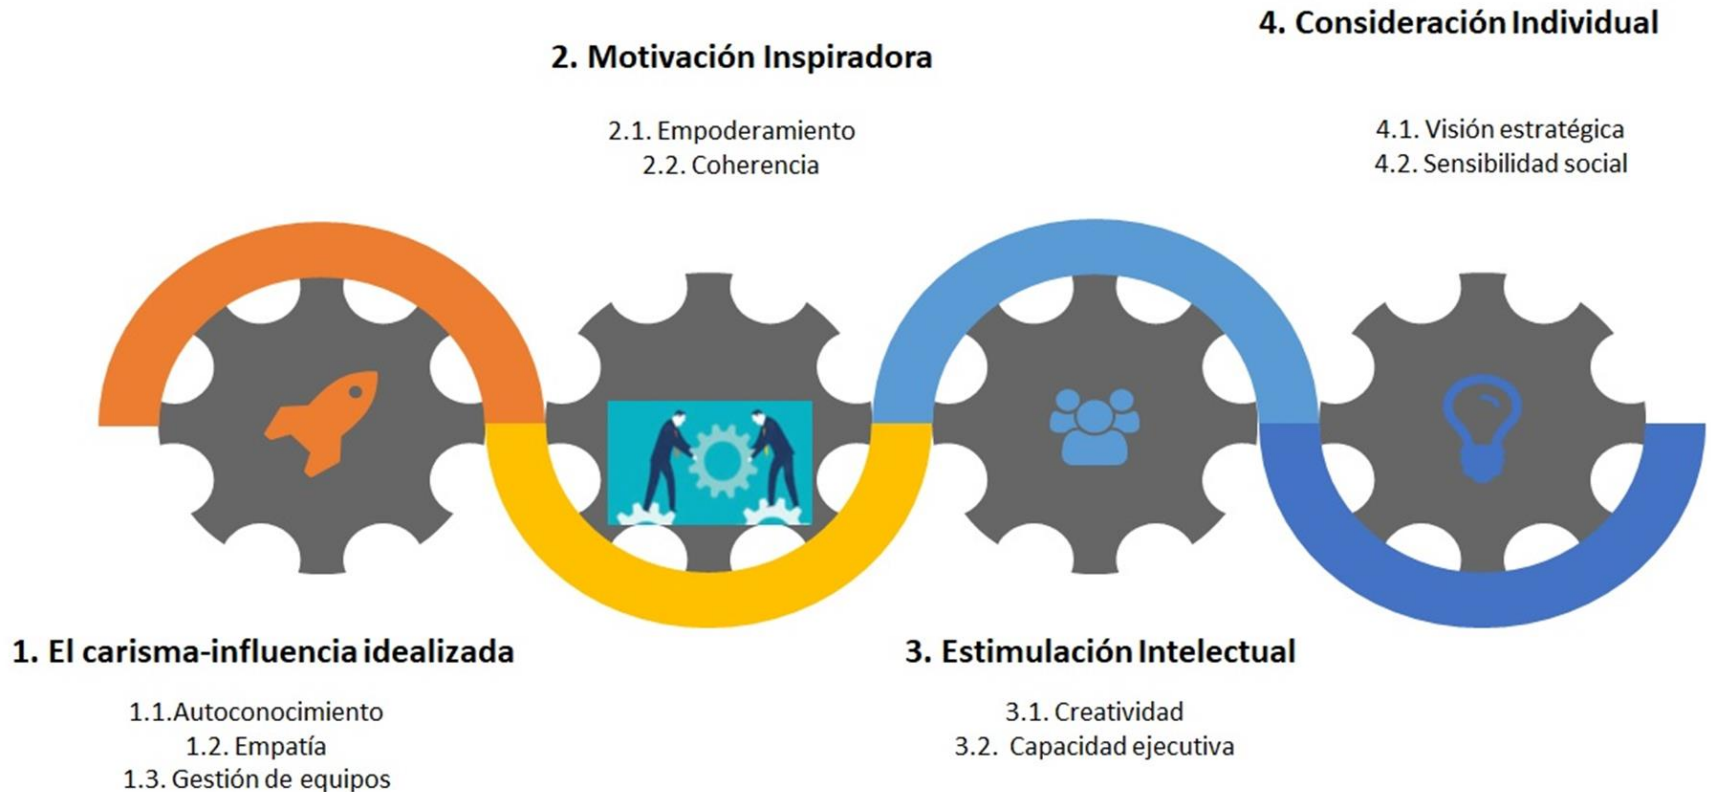 1. El carisma-influencia idealizada
1.1.Autoconocimiento
1.2. Empatía
1.3. Gestión de equipos
2. Motivación Inspiradora
2.1. Empoderamiento
2.2. Coherencia
3. Estimulación Intelectual
3.1. Creatividad
3.2. Capacidad ejecutiva
4. Consideración Individual
4.1. Visión estratégica
4.2. Sensibilidad social